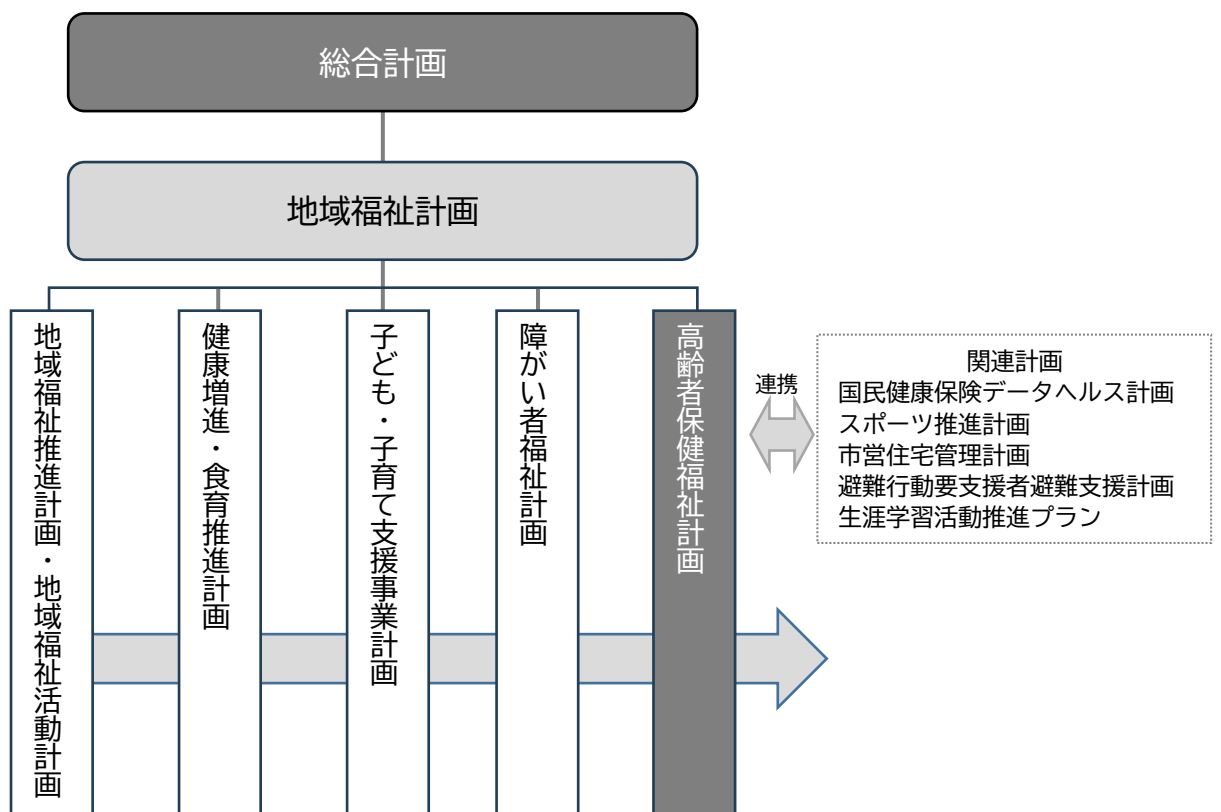 総合計画
地域福祉計画
地域福祉推進計画・地域福祉活動計画
健康増進・食育推進計画
子ども・子育て支援事業計画
障がい者福祉計画
高齢者保健福祉計画
連携
関連計画
国民健康保険データヘルス計画
スポーツ推進計画
市営住宅管理計画
避難行動要支援者避難支援計画
生涯学習活動推進プラン